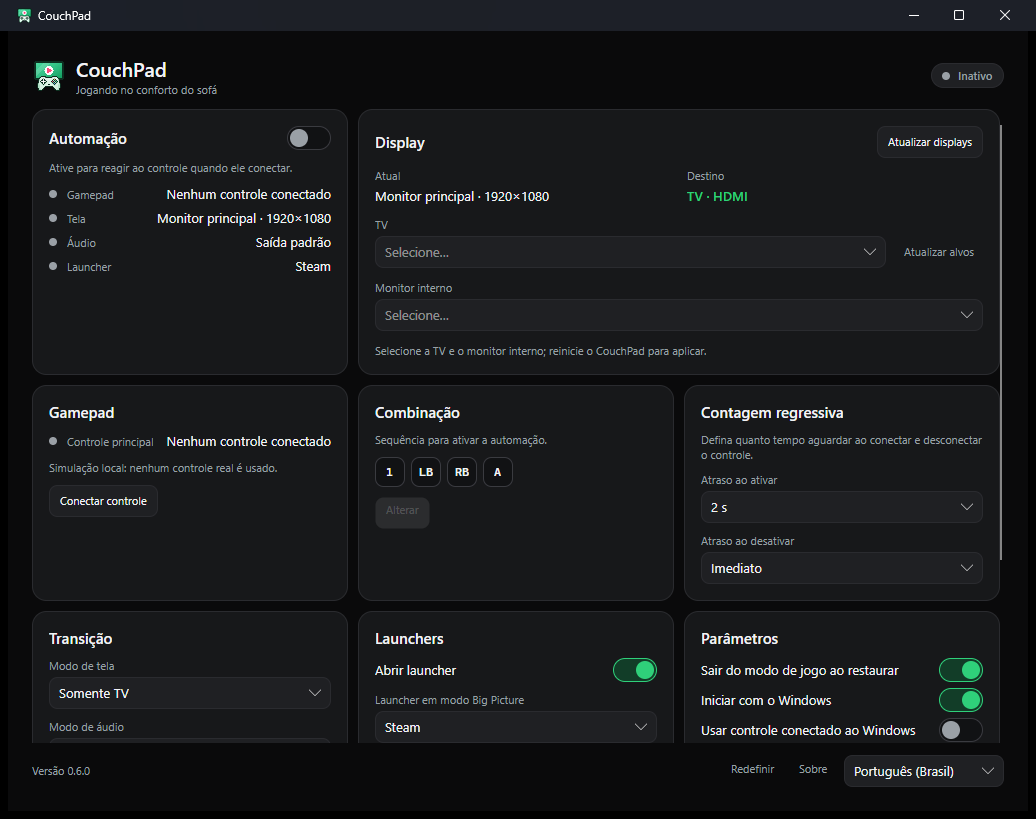 CouchPad
CouchPad
Jogando no conforto do sofá
Inativo
Automação
Ative para reagir ao controle quando ele conectar.
Gamepad Nenhum controle conectado
Tela Monitor principal · 1920×1080
Áudio Saída padrão
Launcher Steam
Display
Atualizar displays
Atual
Monitor principal · 1920×1080
Destino
TV · HDMI
TV
Selecione...
Atualizar alvos
Monitor interno
Selecione...
Selecione a TV e o monitor interno; reinicie o CouchPad para aplicar.
Gamepad
Controle principal Nenhum controle conectado
Simulação local: nenhum controle real é usado.
Conectar controle
Combinação
Sequência para ativar a automação.
1 LB RB A
Alterar
Contagem regressiva
Defina quanto tempo aguardar ao conectar e desconectar
o controle.
Atraso ao ativar
2 s
Atraso ao desativar
Imediato
Transição
Modo de tela
Somente TV
Modo de áudio
Launchers
Abrir launcher
Launcher em modo Big Picture
Steam
Parâmetros
Sair do modo de jogo ao restaurar
Iniciar com o Windows
Usar controle conectado ao Windows
Versão 0.6.0
Redefinir
Sobre
Português (Brasil)